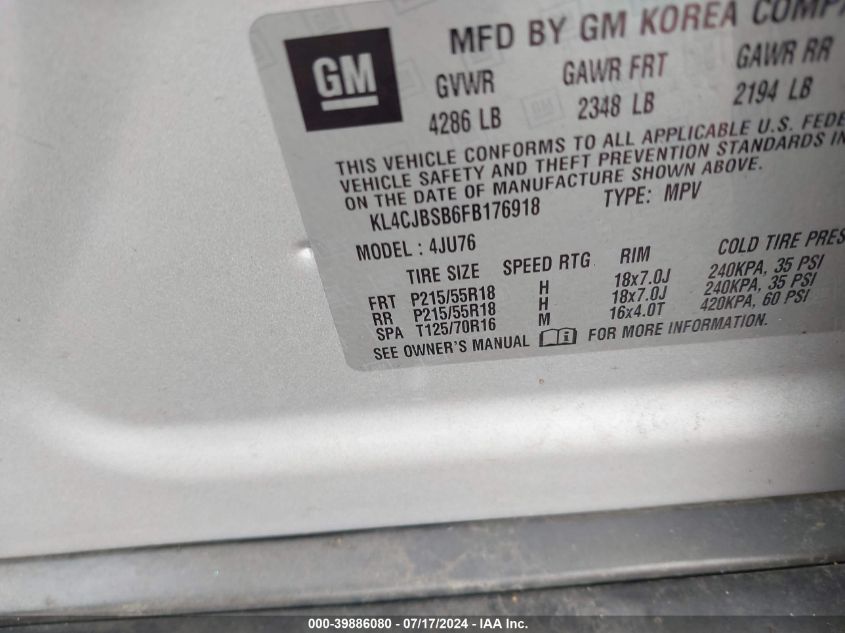 GM
MFD BY GM KOREA COMPA
GVWR GAWR FRT GAWR RR
4286 LB 2348 LB 2194 LB
THIS VEHICLE CONFORMS TO ALL APPLICABLE U.S. FEDE
VEHICLE SAFETY AND THEFT PREVENTION STANDARDS IN
ON THE DATE OF MANUFACTURE SHOWN ABOVE.
KL4CJBSB6FB176918 TYPE: MPV
MODEL : 4JU76
TIRE SIZE SPEED RTG RIM COLD TIRE PRES
FRT P215/55R18 H 18x7.0J 240KPA, 35 PSI
RR P215/55R18 H 18x7.0J 240KPA, 35 PSI
SPA T125/70R16 M 16x4.0T 420KPA, 60 PSI
SEE OWNER'S MANUAL i FOR MORE INFORMATION.
000-39886080 - 07/17/2024 - IAA Inc.